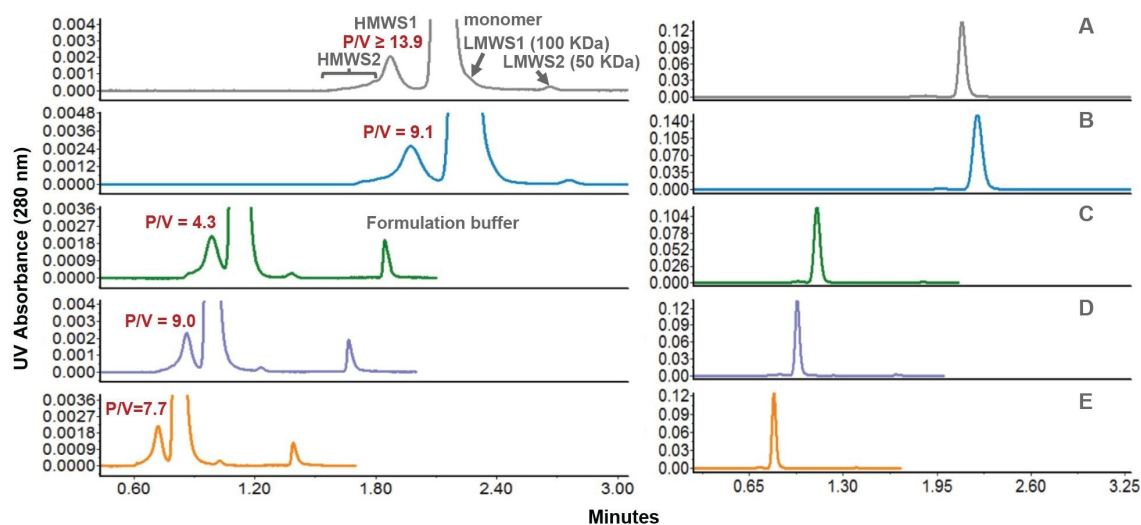 UV Absorbance (280 nm)
0.004
0.003
0.002
0.001
0.000
HMWS1
P/V ≥ 13.9
HMWS2
monomer
LMWS1 (100 KDa)
LMWS2 (50 KDa)
0.12
0.09
0.06
0.03
0.00
A
0.0048
0.0036
0.0024
0.0012
0.0000
P/V = 9.1
0.140
0.105
0.070
0.035
0.000
B
0.0036
0.0027
0.0018
0.0009
0.0000
P/V = 4.3
Formulation buffer
0.104
0.078
0.052
0.026
0.000
C
0.004
0.003
0.002
0.001
0.000
P/V = 9.0
0.12
0.09
0.06
0.03
0.00
D
0.0036
0.0027
0.0018
0.0009
0.0000
P/V=7.7
0.12
0.09
0.06
0.03
0.00
E
0.60 1.20 1.80 2.40 3.00
0.65 1.30 1.95 2.60 3.25
Minutes